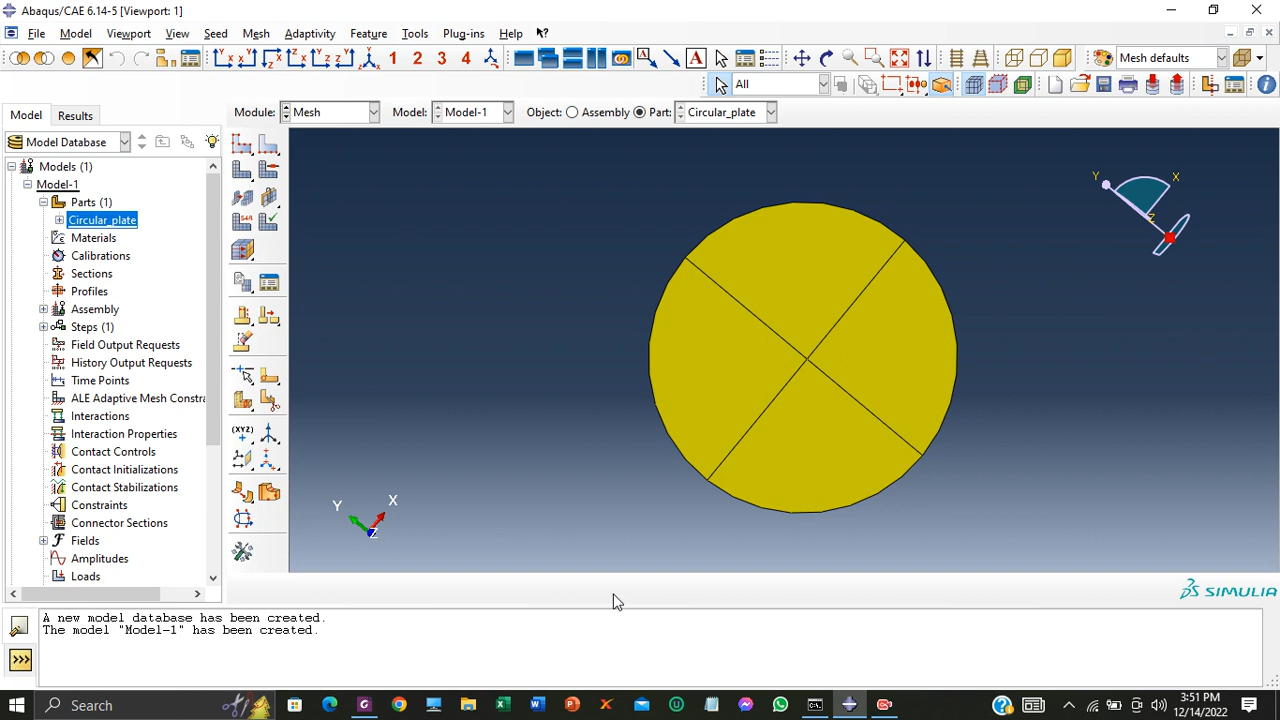 Abaqus/CAE 6.14-5 [Viewport: 1]
File Model Viewport View Seed Mesh Adaptivity Feature Tools Plug-ins Help
1 2 3 4 A Mesh defaults
All
Model Results Module: Mesh Model: Model-1 Object: Assembly Part: Circular_plate
Model Database
Models (1)
Model-1
Parts (1)
Circular_plate
Materials
Calibrations
Sections
Profiles
Assembly
Steps (1)
Field Output Requests
History Output Requests
Time Points
ALE Adaptive Mesh Constra
Interactions
Interaction Properties
Contact Controls
Contact Initializations
Contact Stabilizations
Constraints
Connector Sections
Fields
Amplitudes
Loads
(XYZ)
Y X
Z
Y X
Z
SIMULIA
A new model database has been created.
The model "Model-1" has been created.
>>>
Search
3:51 PM
12/14/2022